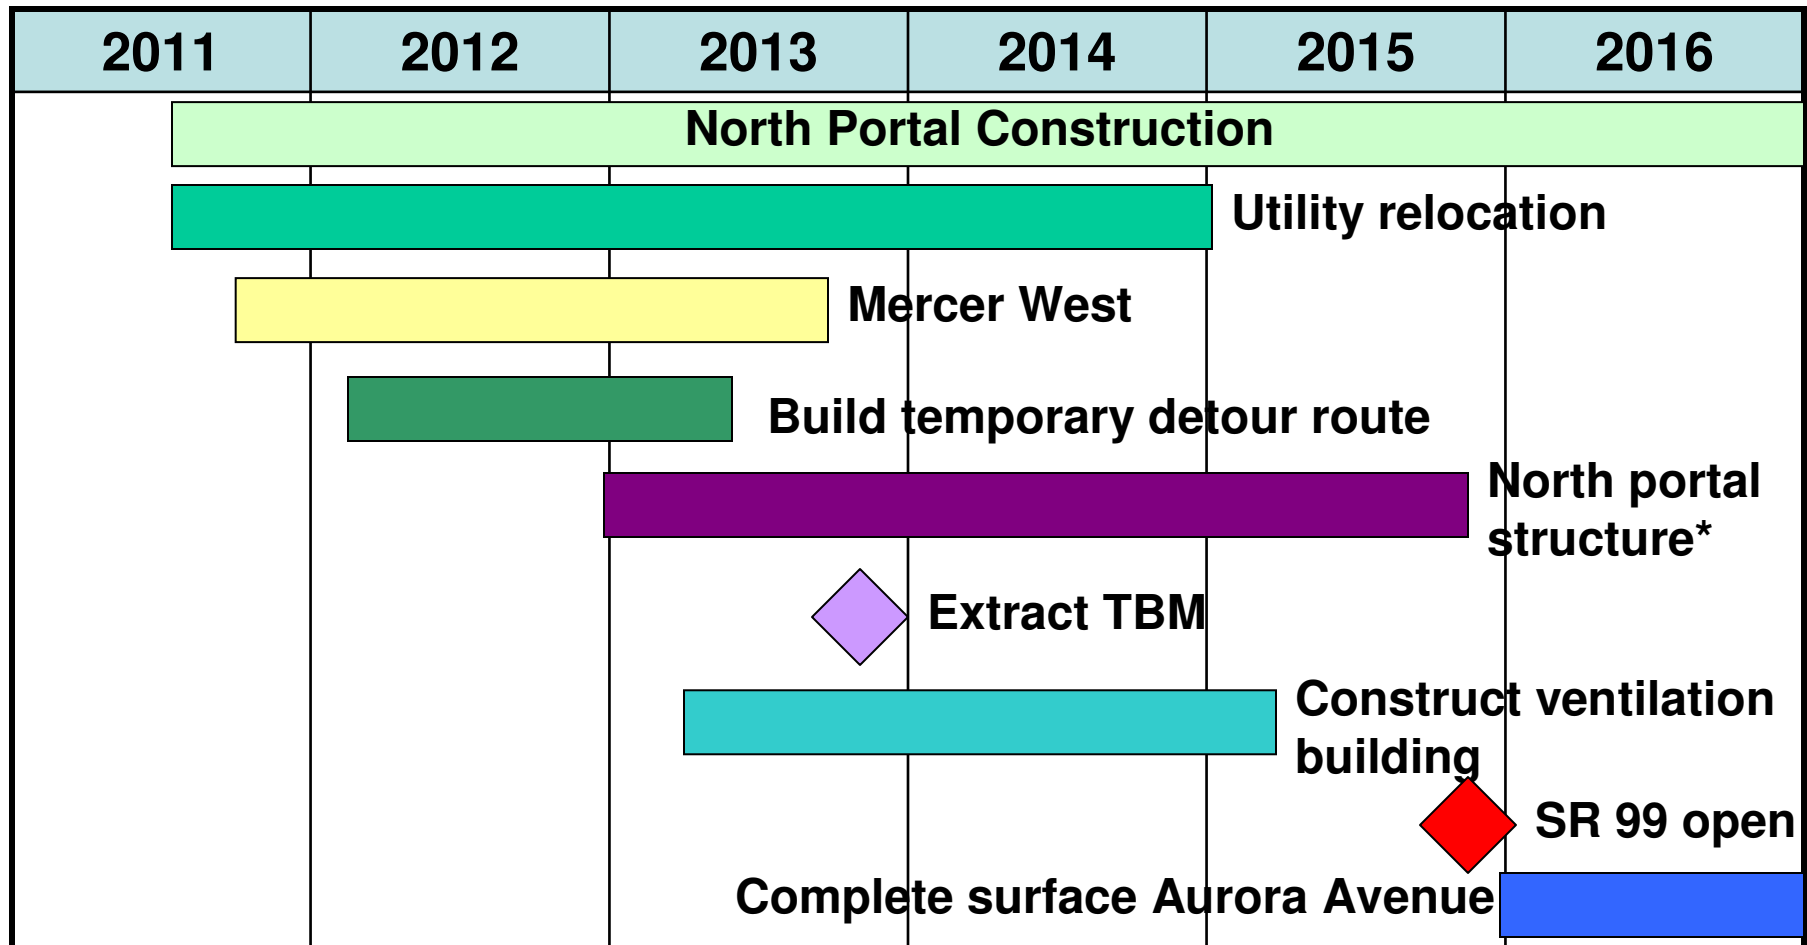 2011 2012 2013 2014 2015 2016
North Portal Construction
Utility relocation
Mercer West
Build temporary detour route
North portal
structure*
Extract TBM
Construct ventilation
building
SR 99 open
Complete surface Aurora Avenue